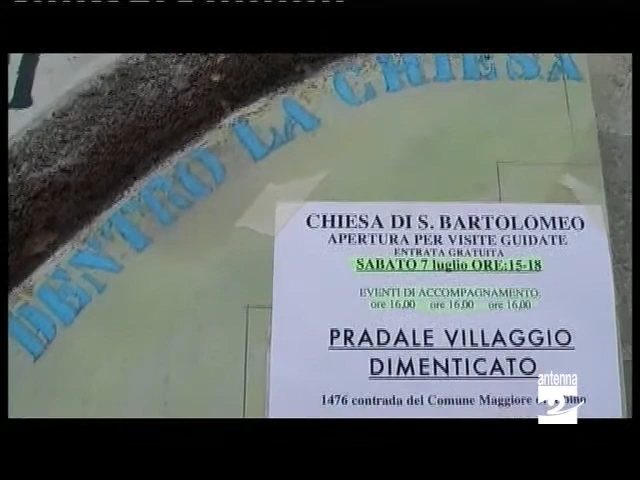 DENTRO LA CHIESA
CHIESA DI S. BARTOLOMEO
APERTURA PER VISITE GUIDATE
ENTRATA GRATUITA
SABATO 7 luglio ORE:15-18
EVENTI DI ACCOMPAGNAMENTO:
ore 16,00 ore 16,00 ore 16,00
PRADALE VILLAGGIO
DIMENTICATO
1476 contrada del Comune Maggiore
antenna
2